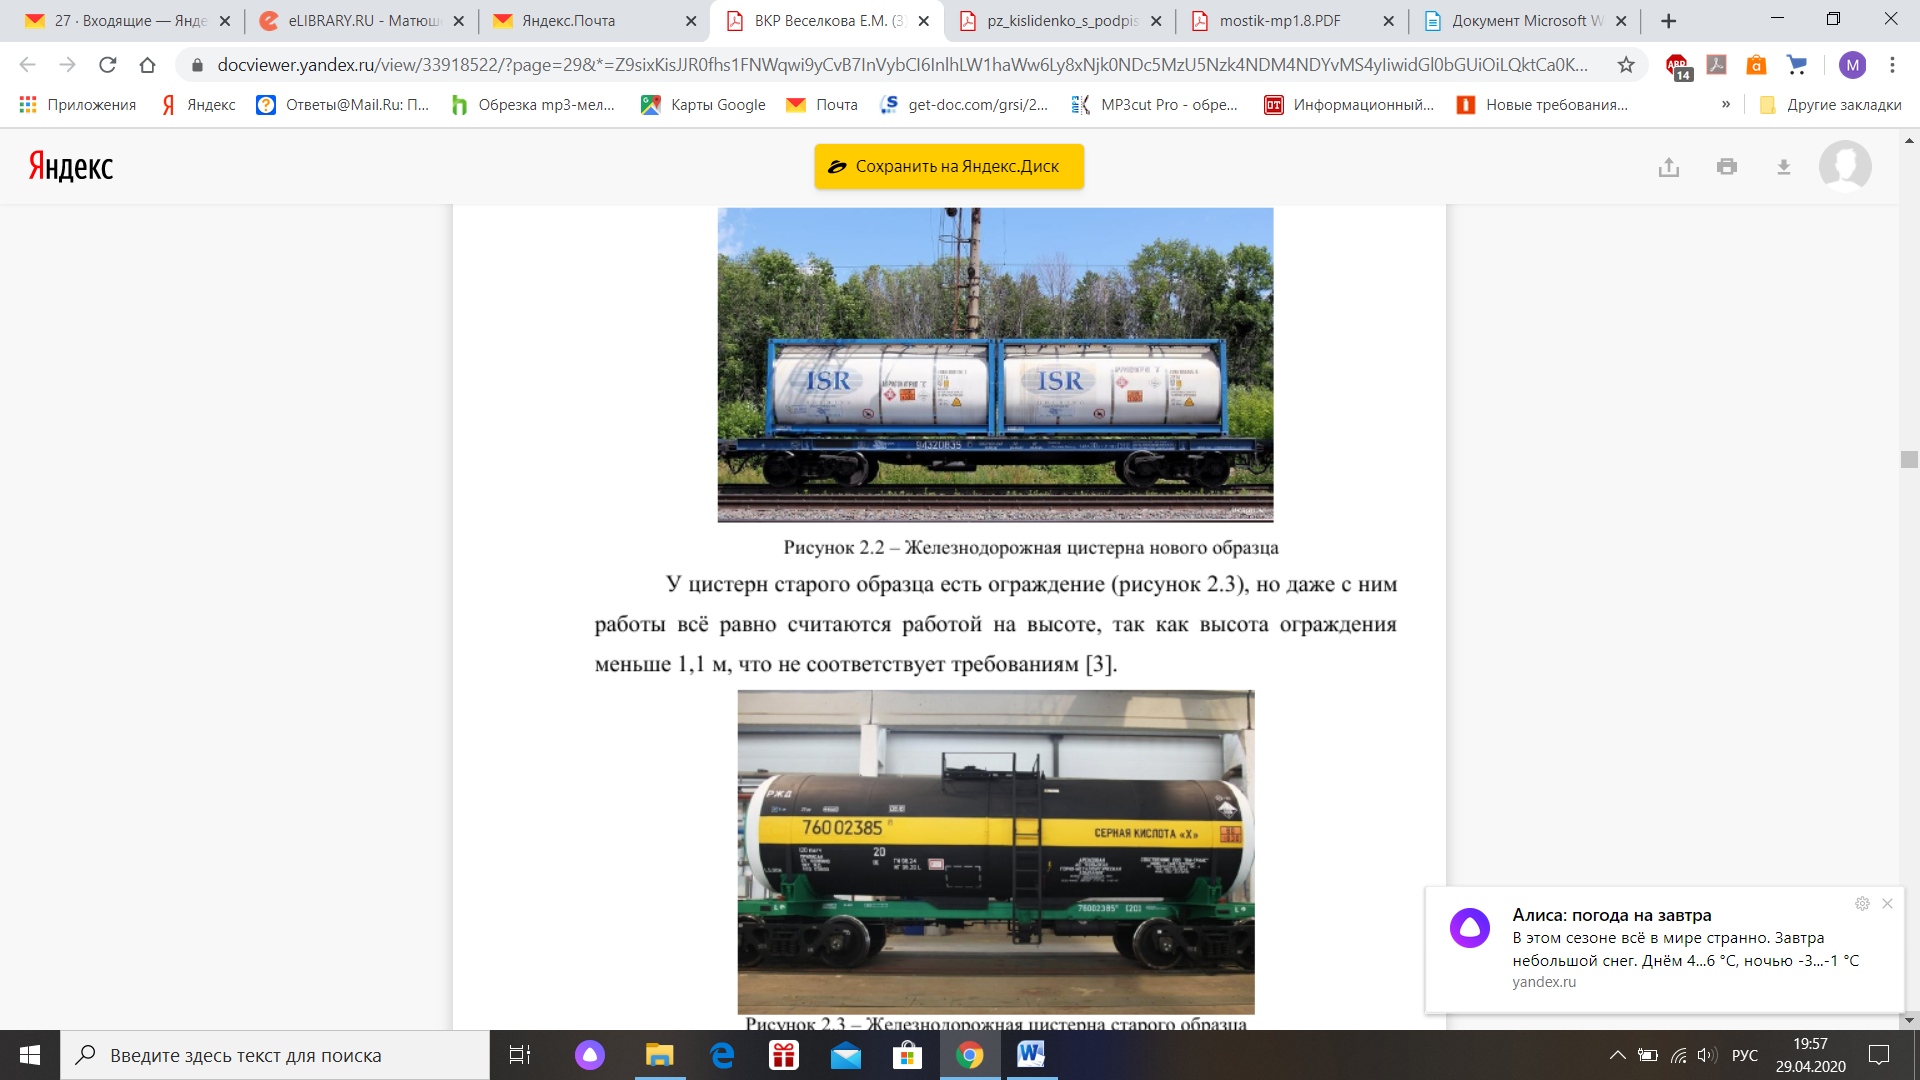 27 · Входящие — Янде
eLIBRARY.RU - Матюш
Яндекс.Почта
ВКР Веселкова Е.М. (3
pz_kislidenko_s_podpis
mostik-mp1.8.PDF
Документ Microsoft W
docviewer.yandex.ru/view/33918522/?page=29&*=Z9sixKisJJR0fhs1FNWqwi9yCvB7InVybCI6InlhLW1haWw6Ly8xNjk0NDc5MzU5Nzk4NDM4NDYvMS4yIiwidGl0bGUiOiLQktCa0K...
14
M
Приложения
Яндекс
Ответы@Mail.Ru: П...
Обрезка mp3-мел...
Карты Google
Почта
get-doc.com/grsi/2...
MP3cut Pro - обре...
Информационный...
Новые требования...
»
Другие закладки
Яндекс
Сохранить на Яндекс.Диск
ISR
ISR
94320835
Рисунок 2.2 – Железнодорожная цистерна нового образца
У цистерн старого образца есть ограждение (рисунок 2.3), но даже с ним
работы всё равно считаются работой на высоте, так как высота ограждения
меньше 1,1 м, что не соответствует требованиям [3].
РЖД
760 02385
СЕРНАЯ КИСЛОТА «Х»
20
76002385
[20]
Рисунок 2.3 – Железнодорожная цистерна старого образца
Алиса: погода на завтра
В этом сезоне всё в мире странно. Завтра
небольшой снег. Днём 4...6 °C, ночью -3...-1 °C
yandex.ru
Введите здесь текст для поиска
РУС
19:57
29.04.2020